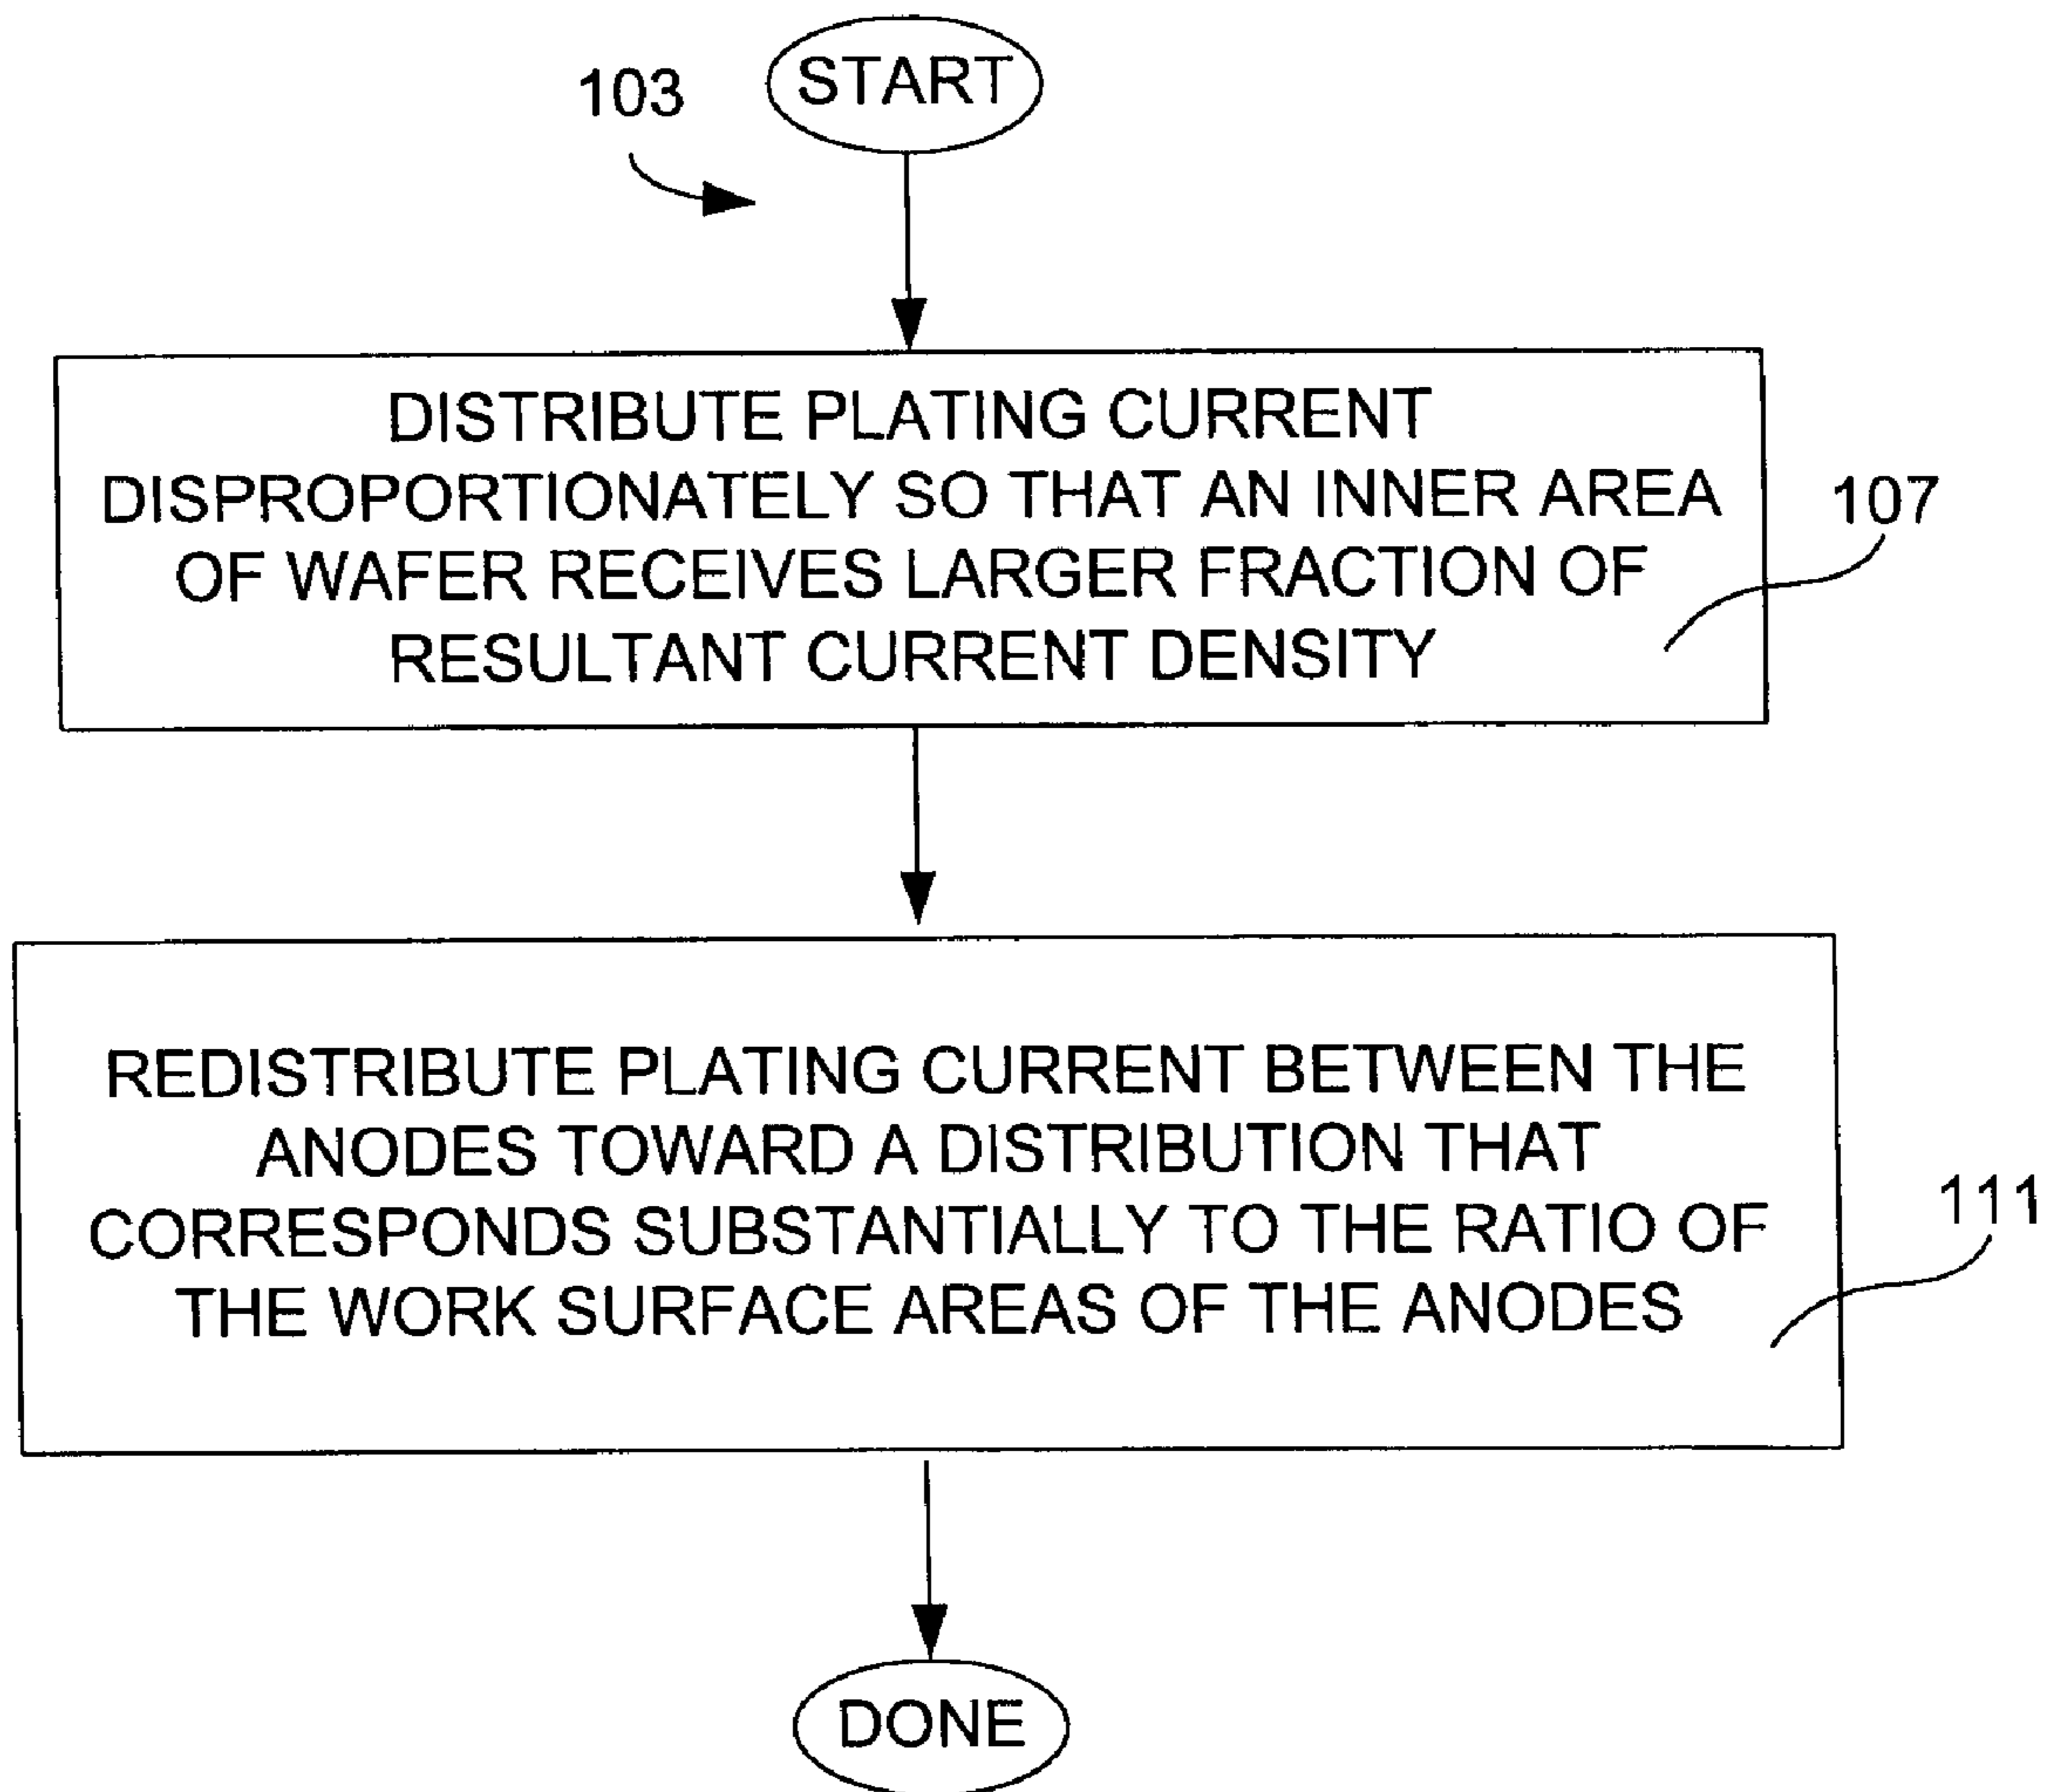 103
START
DISTRIBUTE PLATING CURRENT
DISPROPORTIONATELY SO THAT AN INNER AREA
OF WAFER RECEIVES LARGER FRACTION OF
RESULTANT CURRENT DENSITY
107
REDISTRIBUTE PLATING CURRENT BETWEEN THE
ANODES TOWARD A DISTRIBUTION THAT
CORRESPONDS SUBSTANTIALLY TO THE RATIO OF
THE WORK SURFACE AREAS OF THE ANODES
111
DONE